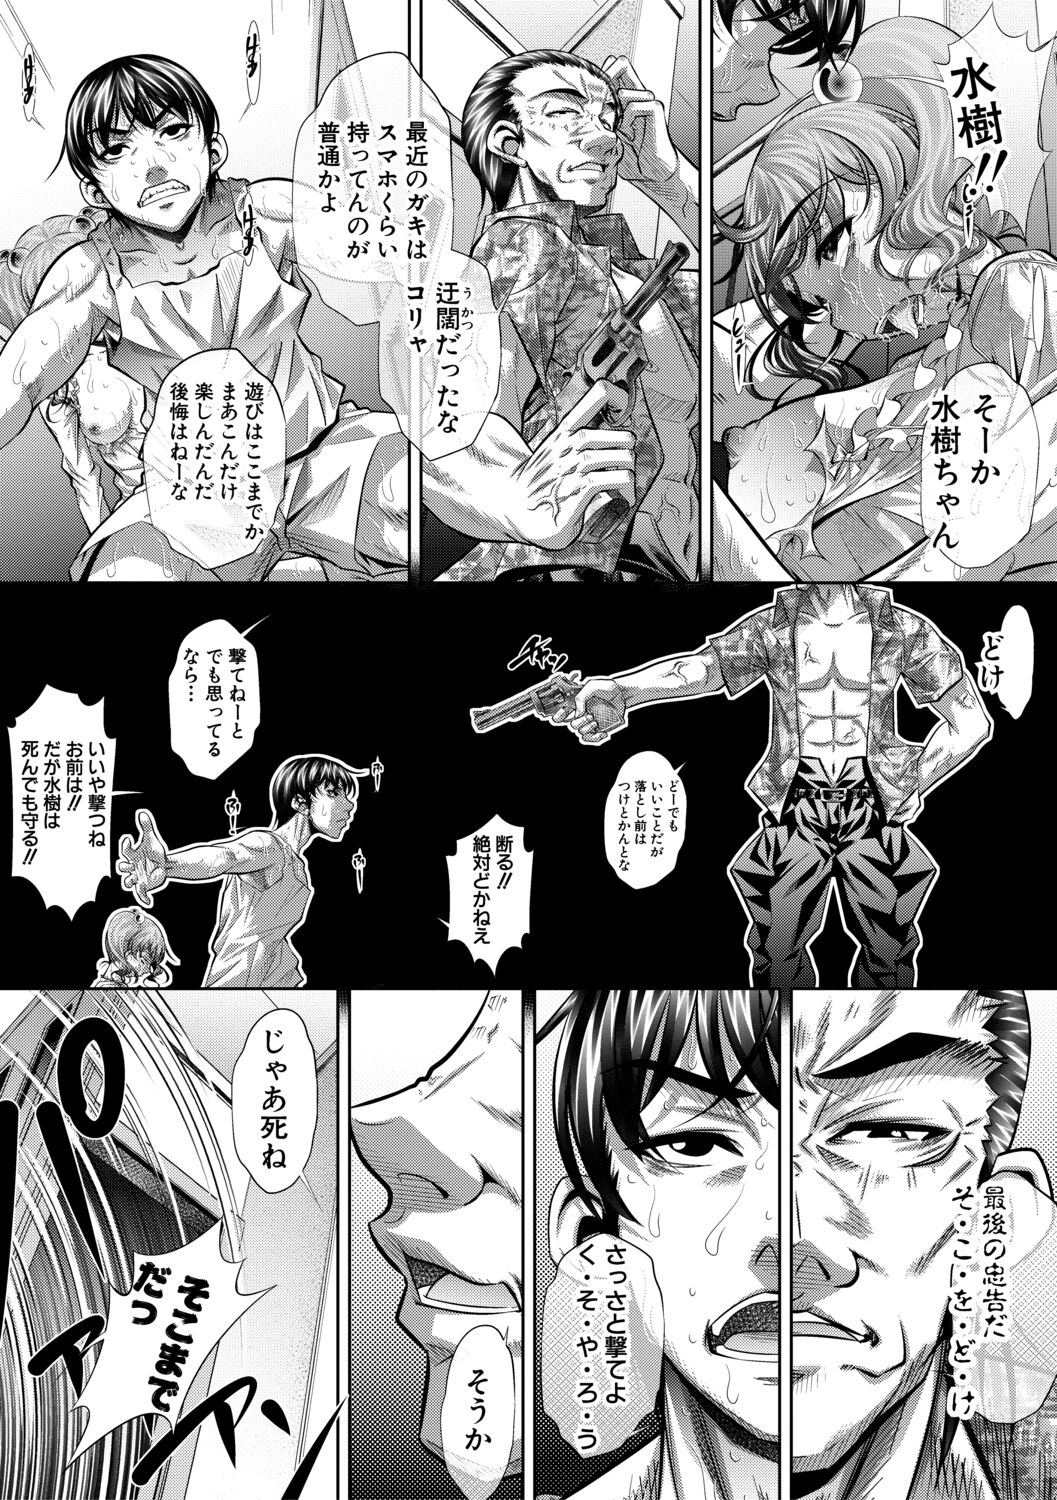 水樹!!
そーか
水樹ちゃん
最近のガキは
スマホくらい
持ってんのが
普通かよ
迂闊だったな
うかつ
コリャ
遊びはここまでか
まあこんだけ
楽しんだんだ
後悔はねーな
どけ
どーでも
いいことだが
落とし前は
つけとかんとな
断る!!
絶対どかねえ
撃てねーと
でも思ってる
なら…
いいや撃つね
お前は!!
だが水樹は
死んでも守る!!
最後の忠告だ
そ・こ・を・ど・け
さっさと撃てよ
く・そ・や・ろ・う
そうか
じゃあ死ね
パァアン
そこまで
だっ